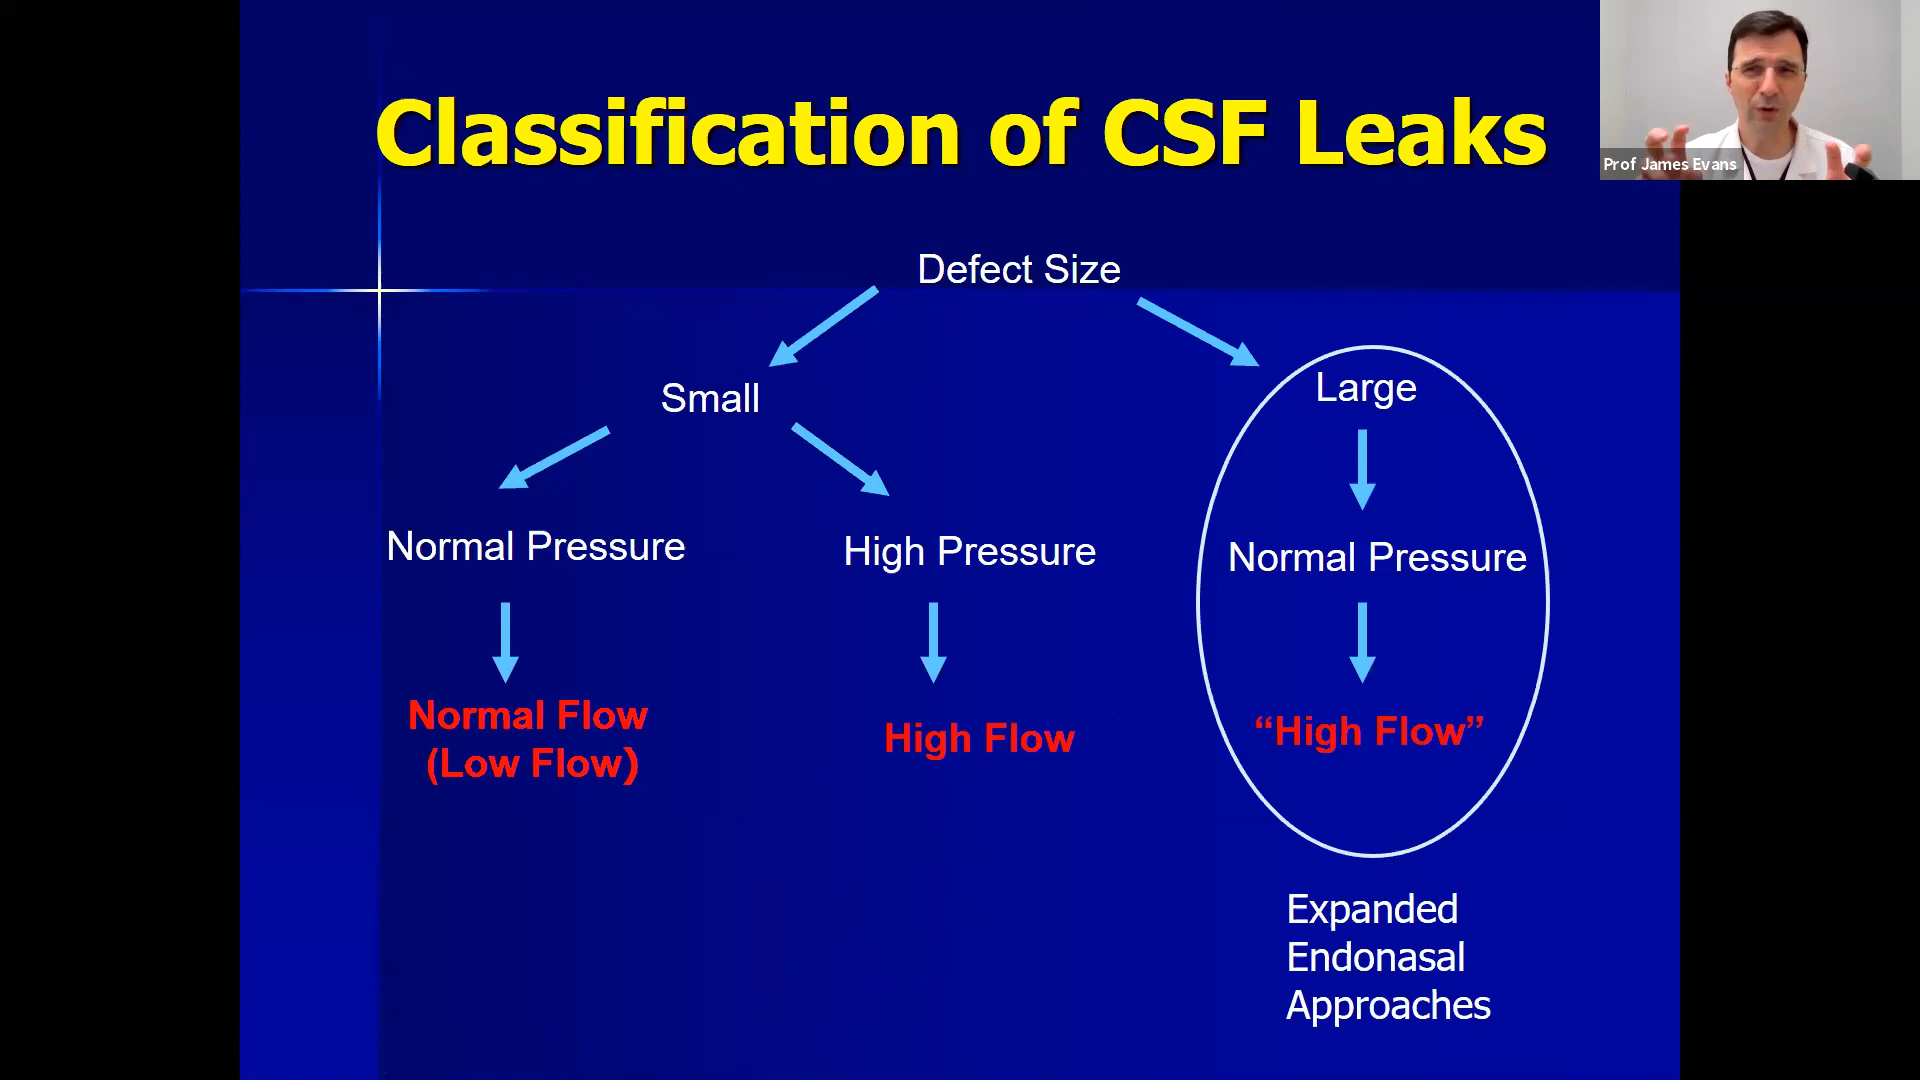 Classification of CSF Leaks
Prof James Evans
Defect Size
Small
Large
Normal Pressure
High Pressure
Normal Pressure
Normal Flow
(Low Flow)
High Flow
“High Flow”
Expanded
Endonasal
Approaches